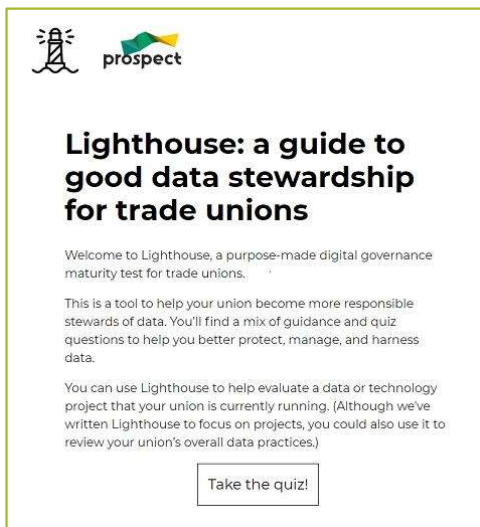 prospect
Lighthouse: a guide to
good data stewardship
for trade unions
Welcome to Lighthouse, a purpose-made digital governance
maturity test for trade unions.
This is a tool to help your union become more responsible
stewards of data. You'll find a mix of guidance and quiz
questions to help you better protect, manage, and harness
data.
You can use Lighthouse to help evaluate a data or technology
project that your union is currently running. (Although we've
written Lighthouse to focus on projects, you could also use it to
review your union's overall data practices.)
Take the quiz!